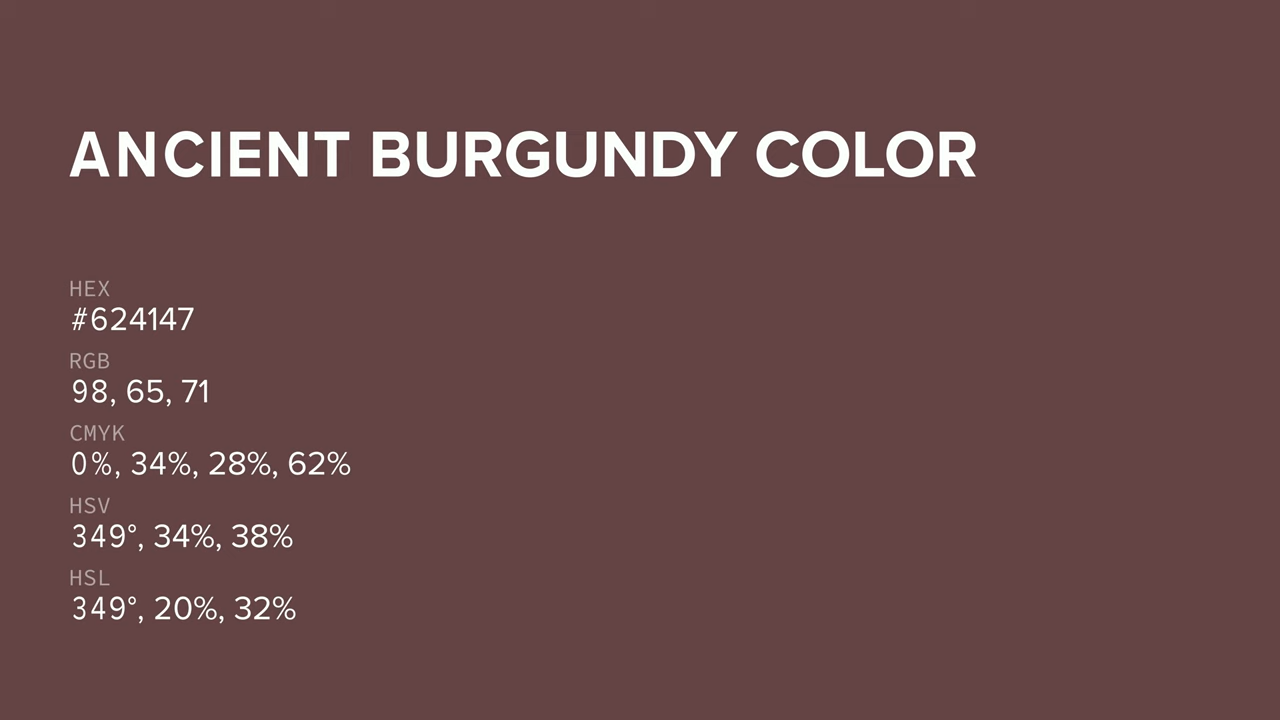 ANCIENT BURGUNDY COLOR
HEX
#624147
RGB
98, 65, 71
CMYK
0%, 34%, 28%, 62%
HSV
349°, 34%, 38%
HSL
349°, 20%, 32%